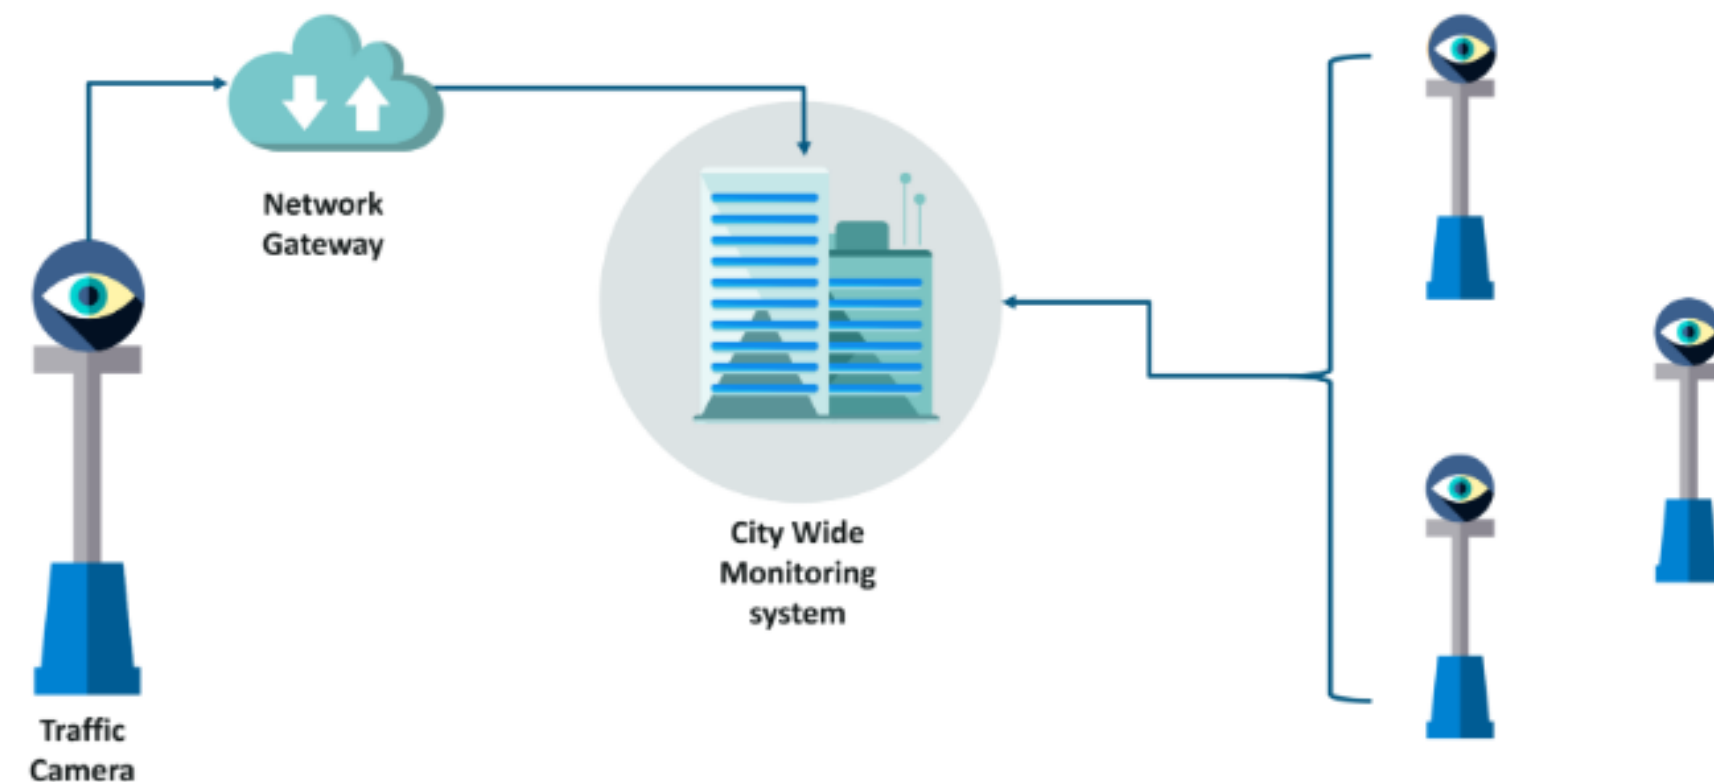 Network
Gateway
City Wide
Monitoring
system
Traffic
Camera